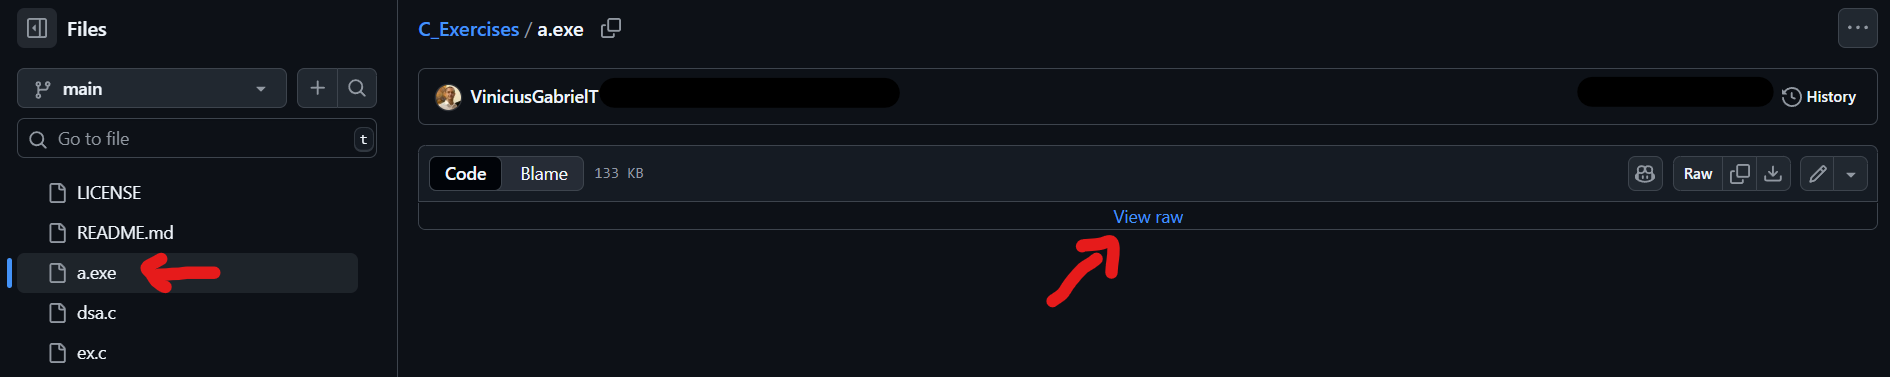 Files
main
Go to file
t
LICENSE
README.md
a.exe
dsa.c
ex.c
C_Exercises / a.exe
ViniciusGabrielT
History
Code Blame 133 KB
Raw
View raw